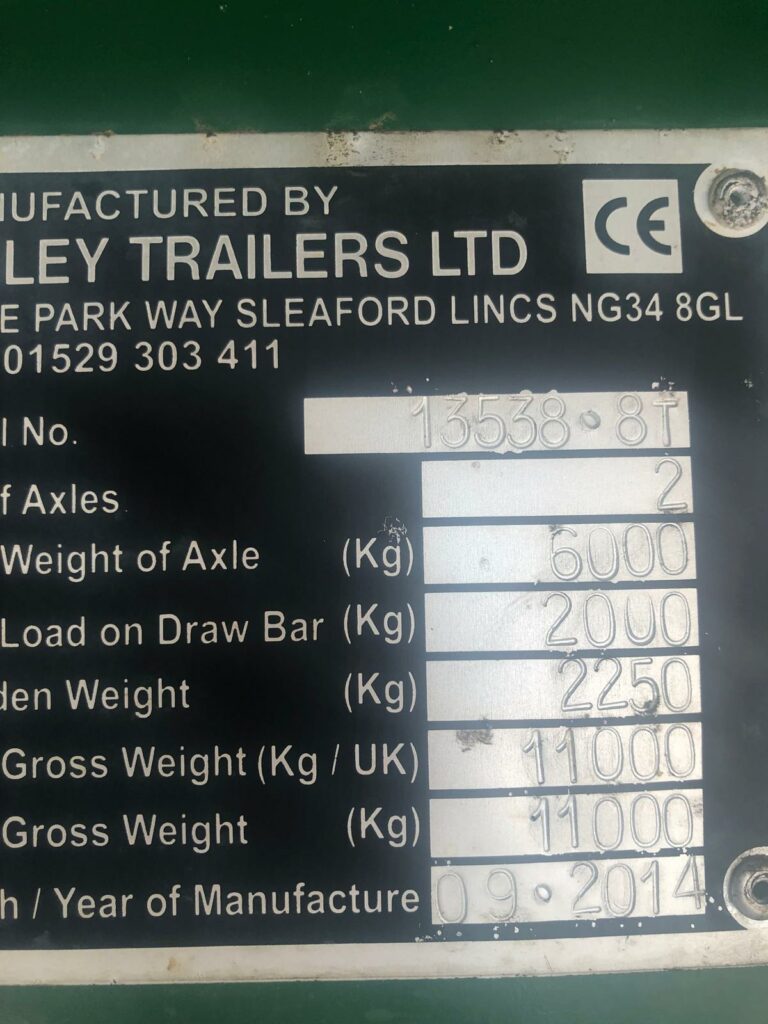 NUFACTURED BY
CE
LEY TRAILERS LTD
E PARK WAY SLEAFORD LINCS NG34 8GL
01529 303 411
l No. 13538·8T
f Axles 2
Weight of Axle (Kg) 6000
Load on Draw Bar (Kg) 2000
den Weight (Kg) 2250
Gross Weight (Kg / UK) 11000
Gross Weight (Kg) 11000
h / Year of Manufacture 09·2014